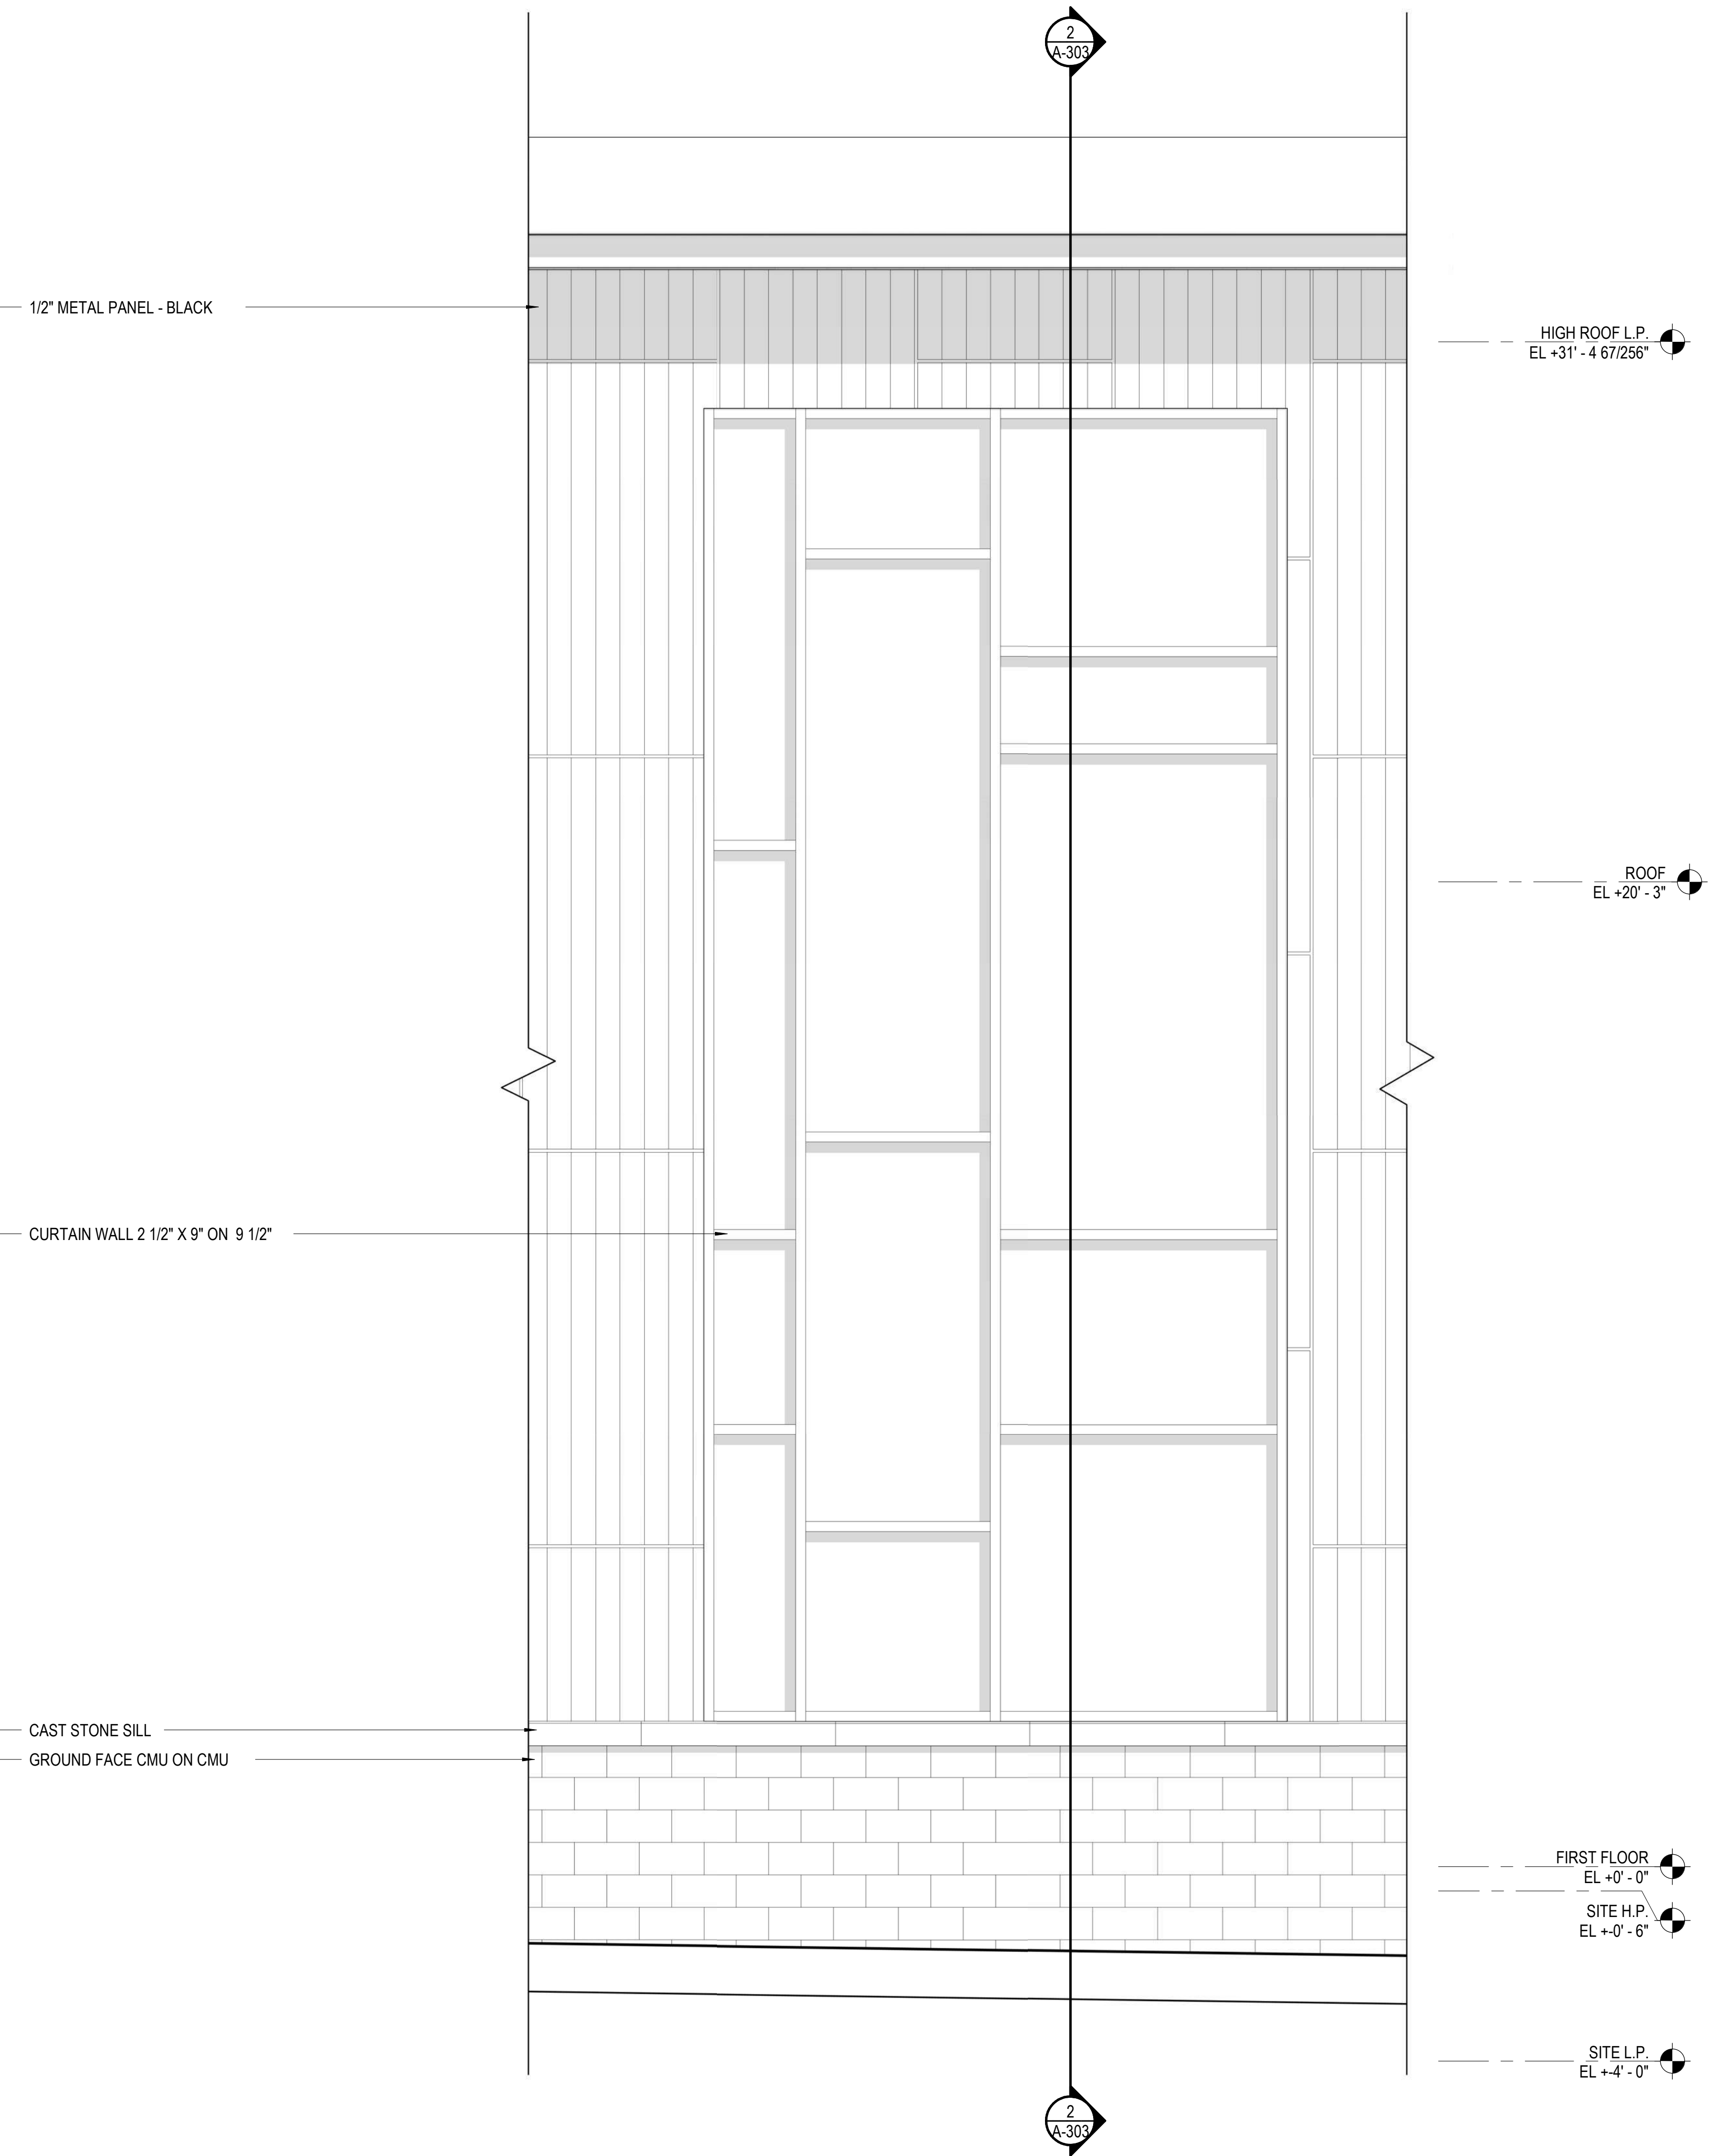 2
A-303
1/2" METAL PANEL - BLACK
HIGH ROOF L.P.
EL +31' - 4 67/256"
ROOF
EL +20' - 3"
CURTAIN WALL 2 1/2" X 9" ON 9 1/2"
CAST STONE SILL
GROUND FACE CMU ON CMU
FIRST FLOOR
EL +0' - 0"
SITE H.P.
EL +-0' - 6"
SITE L.P.
EL +-4' - 0"
2
A-303